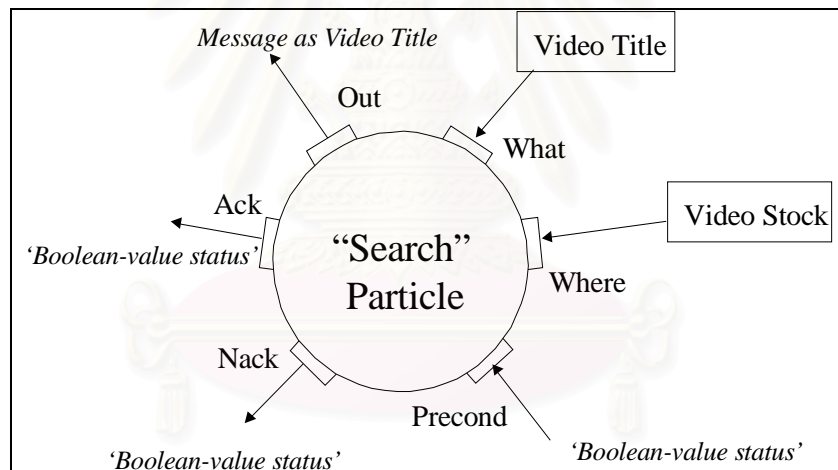 Message as Video Title
Video Title
Out
What
Ack
Video Stock
‘Boolean-value status’
“Search”
Particle
Where
Nack
Precond
‘Boolean-value status’
‘Boolean-value status’